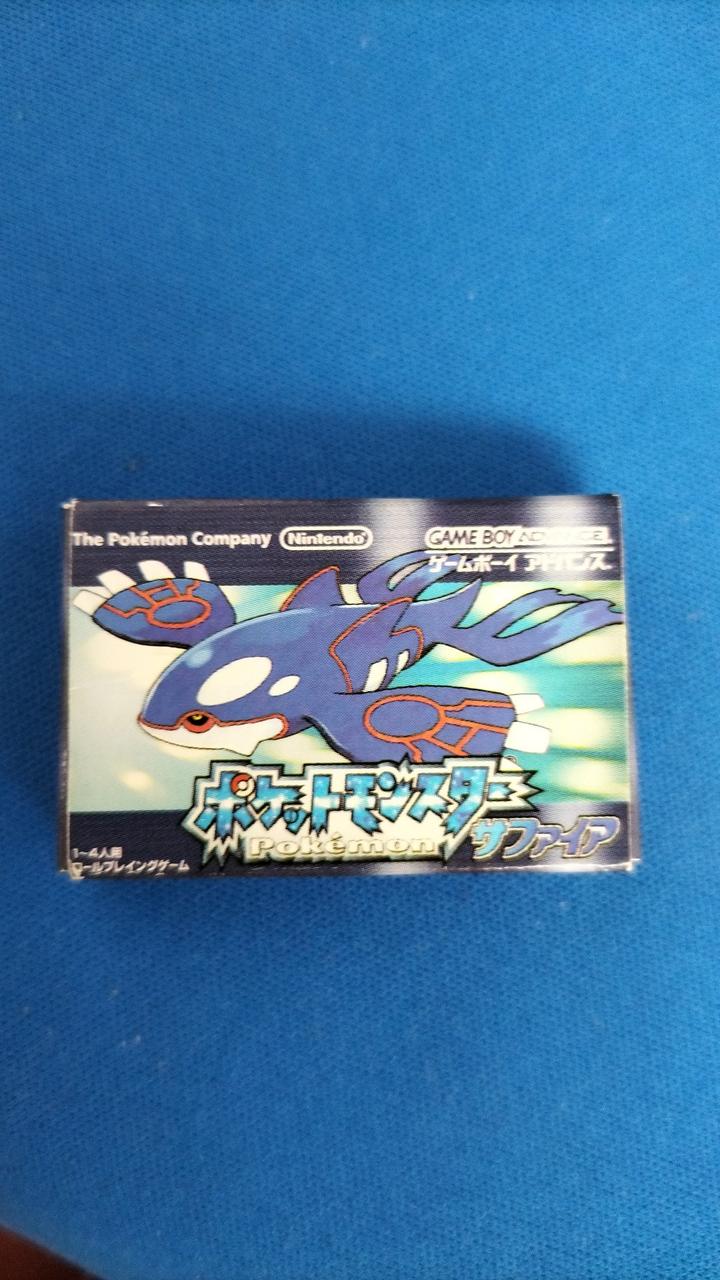 The Pokémon Company Nintendo GAME BOY ADVANCE
ゲームボーイ アドバンス
ポケットモンスター
Pokémon サファイア
1~4人用
ロールプレイングゲーム